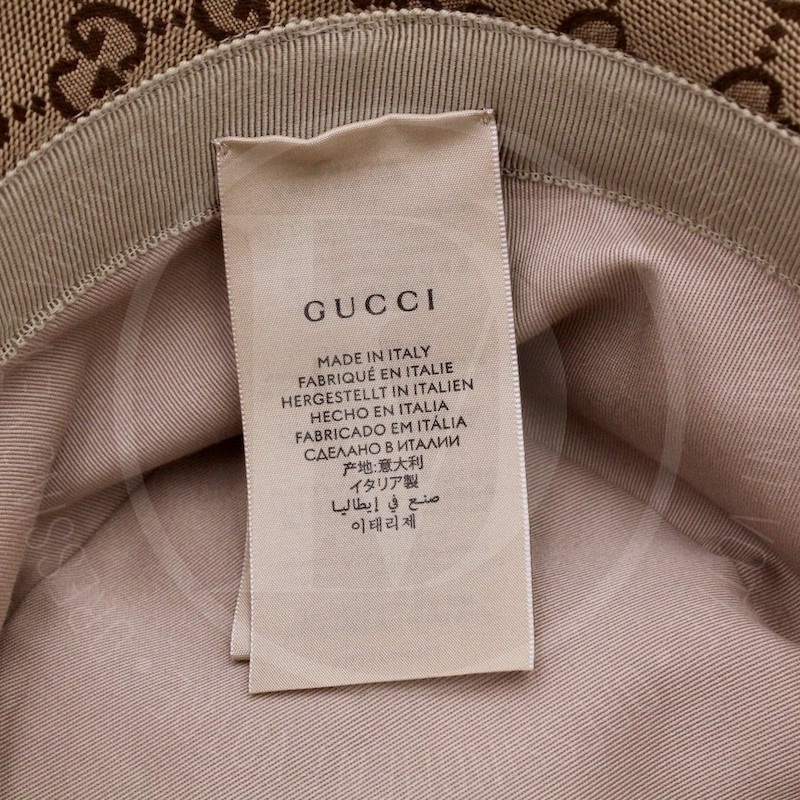 GUCCI
MADE IN ITALY
FABRIQUÉ EN ITALIE
HERGESTELLT IN ITALIEN
HECHO EN ITALIA
FABRICADO EM ITÁLIA
СДЕЛАНО В ИТАЛИИ
产地:意大利
イタリア製
صنع في إيطاليا
이태리제